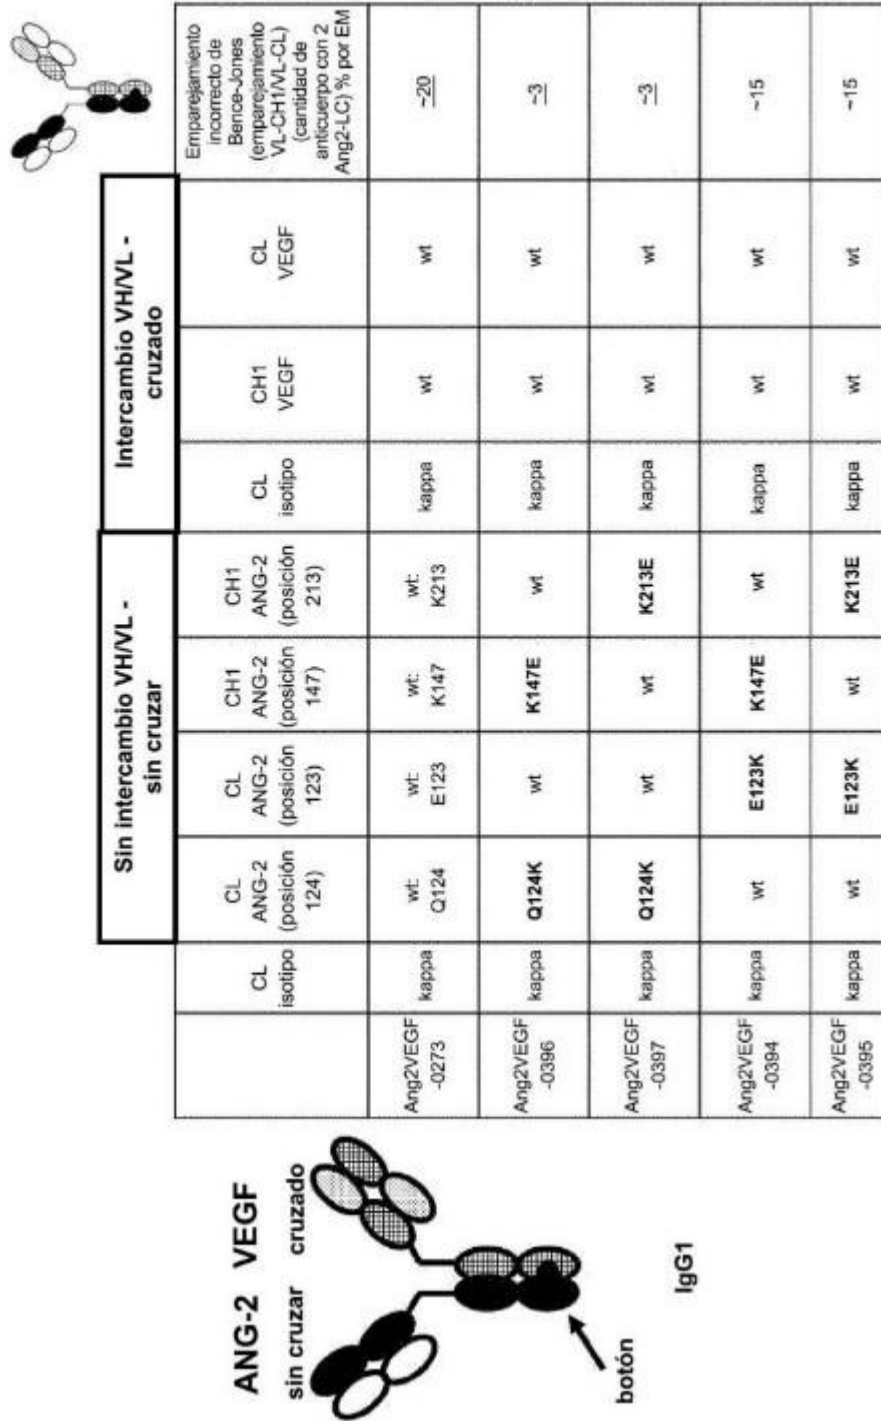 ANG-2 VEGF
sin cruzar cruzado
botón
IgG1
Sin intercambio VH/VL -
sin cruzar
Intercambio VH/VL -
cruzado
CL
isotipo
CL
ANG-2
(posición
124)
CL
ANG-2
(posición
123)
CH1
ANG-2
(posición
147)
CH1
ANG-2
(posición
213)
CL
isotipo
CH1
VEGF
CL
VEGF
Emparejamiento
incorrecto de
Bence-Jones
(emparejamiento
VL-CH1/VL-CL)
(cantidad de
anticuerpo con 2
Ang2-LC) % por EM
Ang2VEGF
-0273
kappa
wt:
Q124
wt:
E123
wt:
K147
wt:
K213
kappa
wt
wt
~20
Ang2VEGF
-0396
kappa
Q124K
wt
K147E
wt
kappa
wt
wt
~3
Ang2VEGF
-0397
kappa
Q124K
wt
wt
K213E
kappa
wt
wt
~3
Ang2VEGF
-0394
kappa
wt
E123K
K147E
wt
kappa
wt
wt
~15
Ang2VEGF
-0395
kappa
wt
E123K
wt
K213E
kappa
wt
wt
~15